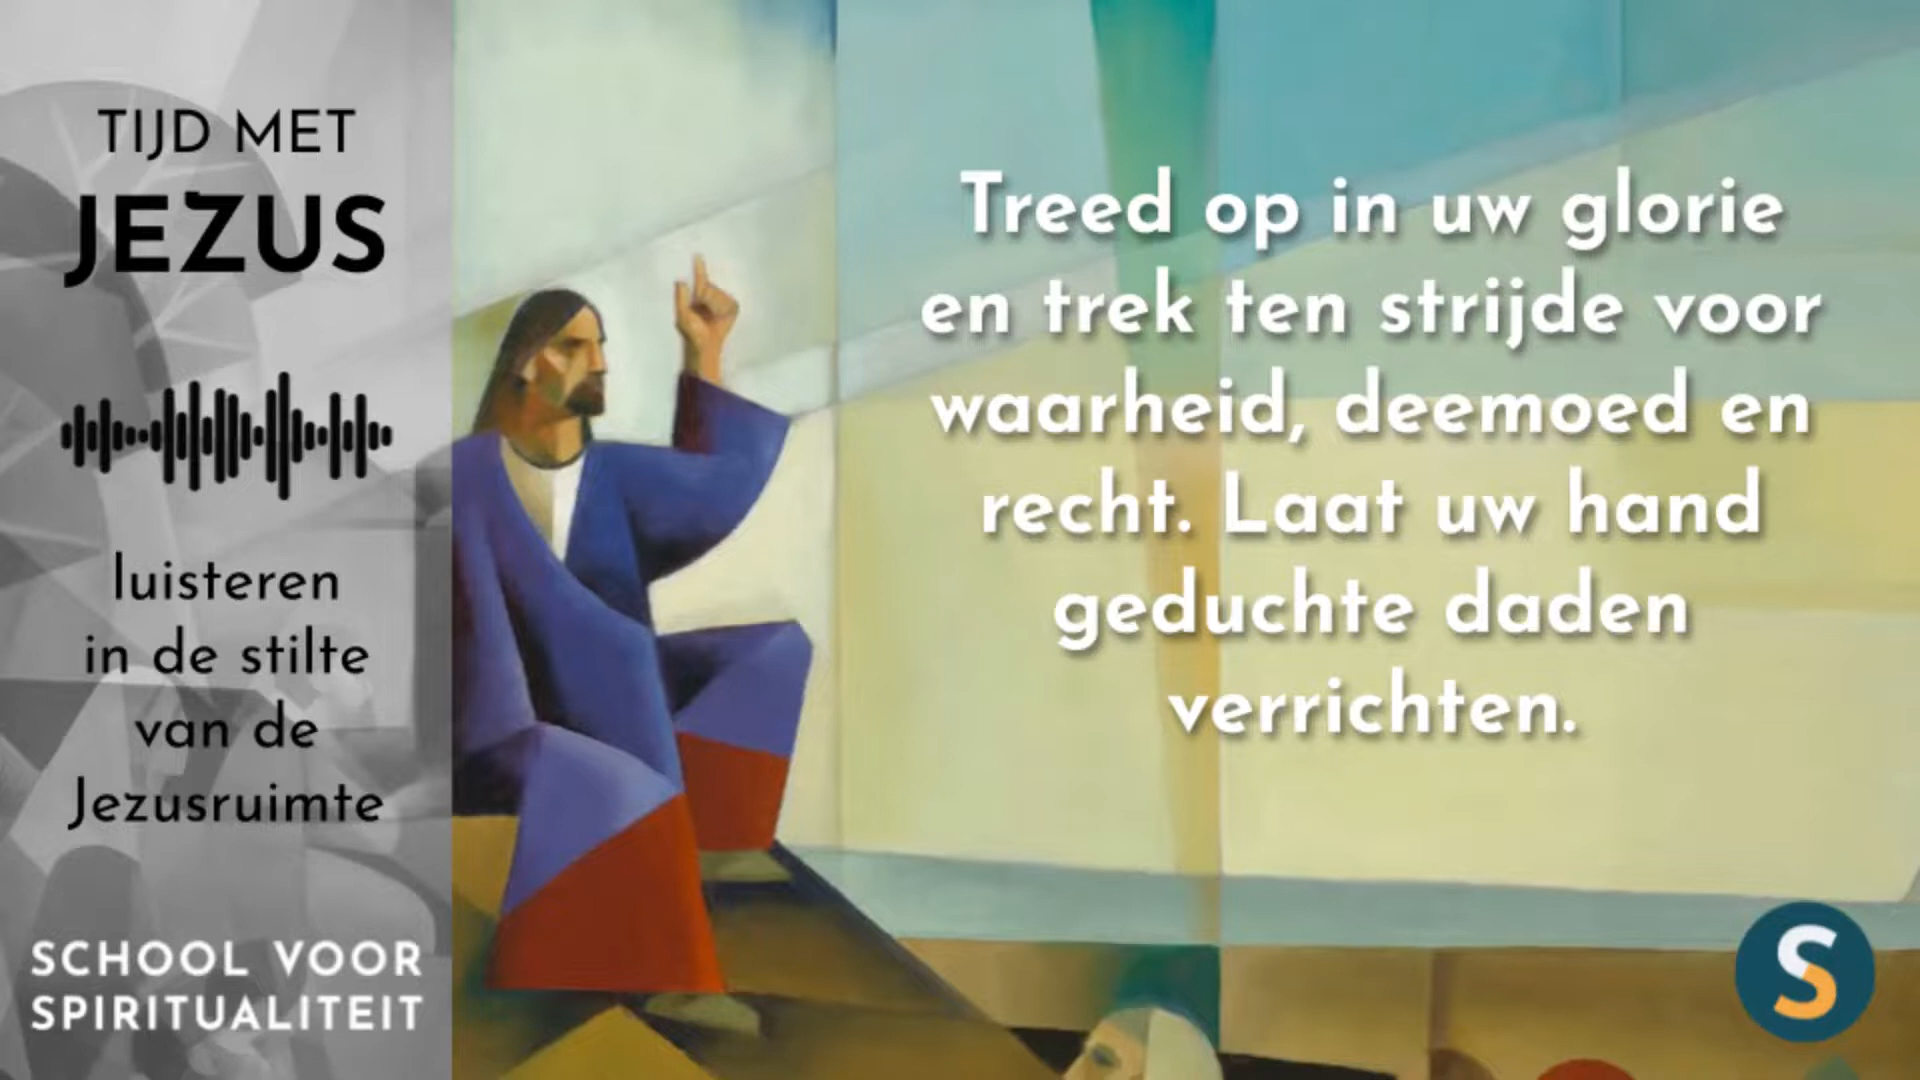 TIJD MET
JEZUS
luisteren
in de stilte
van de
Jezusruimte
SCHOOL VOOR
SPIRITUALITEIT
Treed op in uw glorie
en trek ten strijde voor
waarheid, deemoed en
recht. Laat uw hand
geduchte daden
verrichten.
S